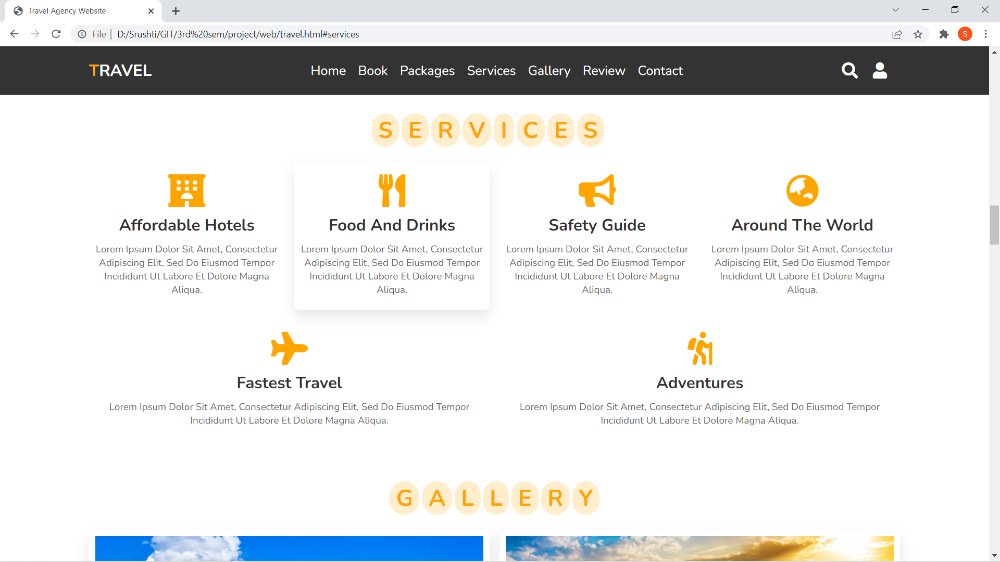 Travel Agency Website
File
D:/Srushti/GIT/3rd%20sem/project/web/travel.html#services
S
TRAVEL
Home Book Packages Services Gallery Review Contact
SERVICES
Affordable Hotels
Lorem Ipsum Dolor Sit Amet, Consectetur
Adipiscing Elit, Sed Do Eiusmod Tempor
Incididunt Ut Labore Et Dolore Magna
Aliqua.
Food And Drinks
Lorem Ipsum Dolor Sit Amet, Consectetur
Adipiscing Elit, Sed Do Eiusmod Tempor
Incididunt Ut Labore Et Dolore Magna
Aliqua.
Safety Guide
Lorem Ipsum Dolor Sit Amet, Consectetur
Adipiscing Elit, Sed Do Eiusmod Tempor
Incididunt Ut Labore Et Dolore Magna
Aliqua.
Around The World
Lorem Ipsum Dolor Sit Amet, Consectetur
Adipiscing Elit, Sed Do Eiusmod Tempor
Incididunt Ut Labore Et Dolore Magna
Aliqua.
Fastest Travel
Lorem Ipsum Dolor Sit Amet, Consectetur Adipiscing Elit, Sed Do Eiusmod Tempor
Incididunt Ut Labore Et Dolore Magna Aliqua.
Adventures
Lorem Ipsum Dolor Sit Amet, Consectetur Adipiscing Elit, Sed Do Eiusmod Tempor
Incididunt Ut Labore Et Dolore Magna Aliqua.
GALLERY